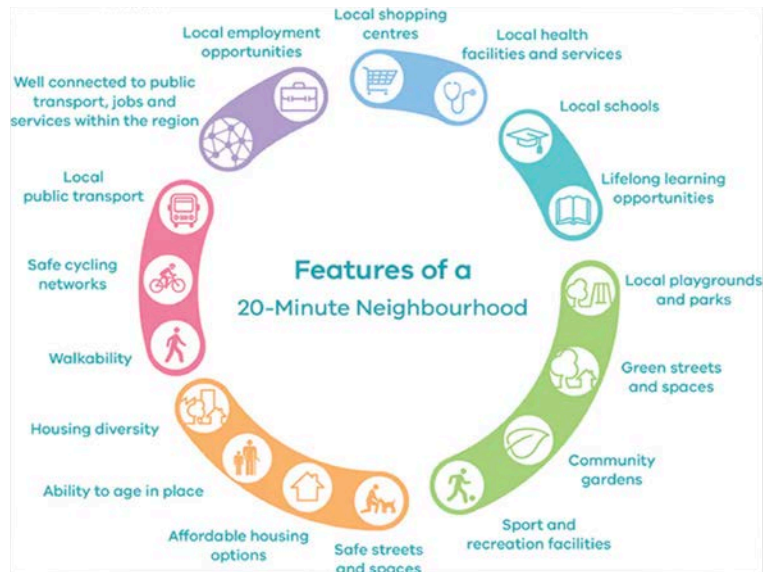 Local shopping
centres
Local health
facilities and services
Local schools
Lifelong learning
opportunities
Local playgrounds
and parks
Green streets
and spaces
Community
gardens
Sport and
recreation facilities
Safe streets
and spaces
Affordable housing
options
Ability to age in place
Housing diversity
Walkability
Safe cycling
networks
Local
public transport
Well connected to public
transport, jobs and
services within the region
Local employment
opportunities
Features of a
20-Minute Neighbourhood